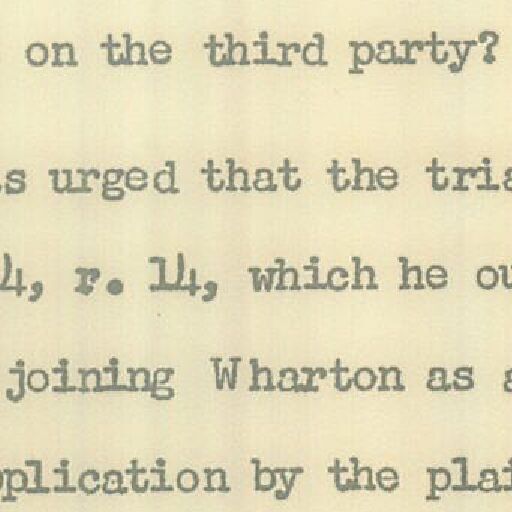 on the third party?
s urged that the tria
4, r. 14, which he ou
joining Wharton as a
plication by the plai